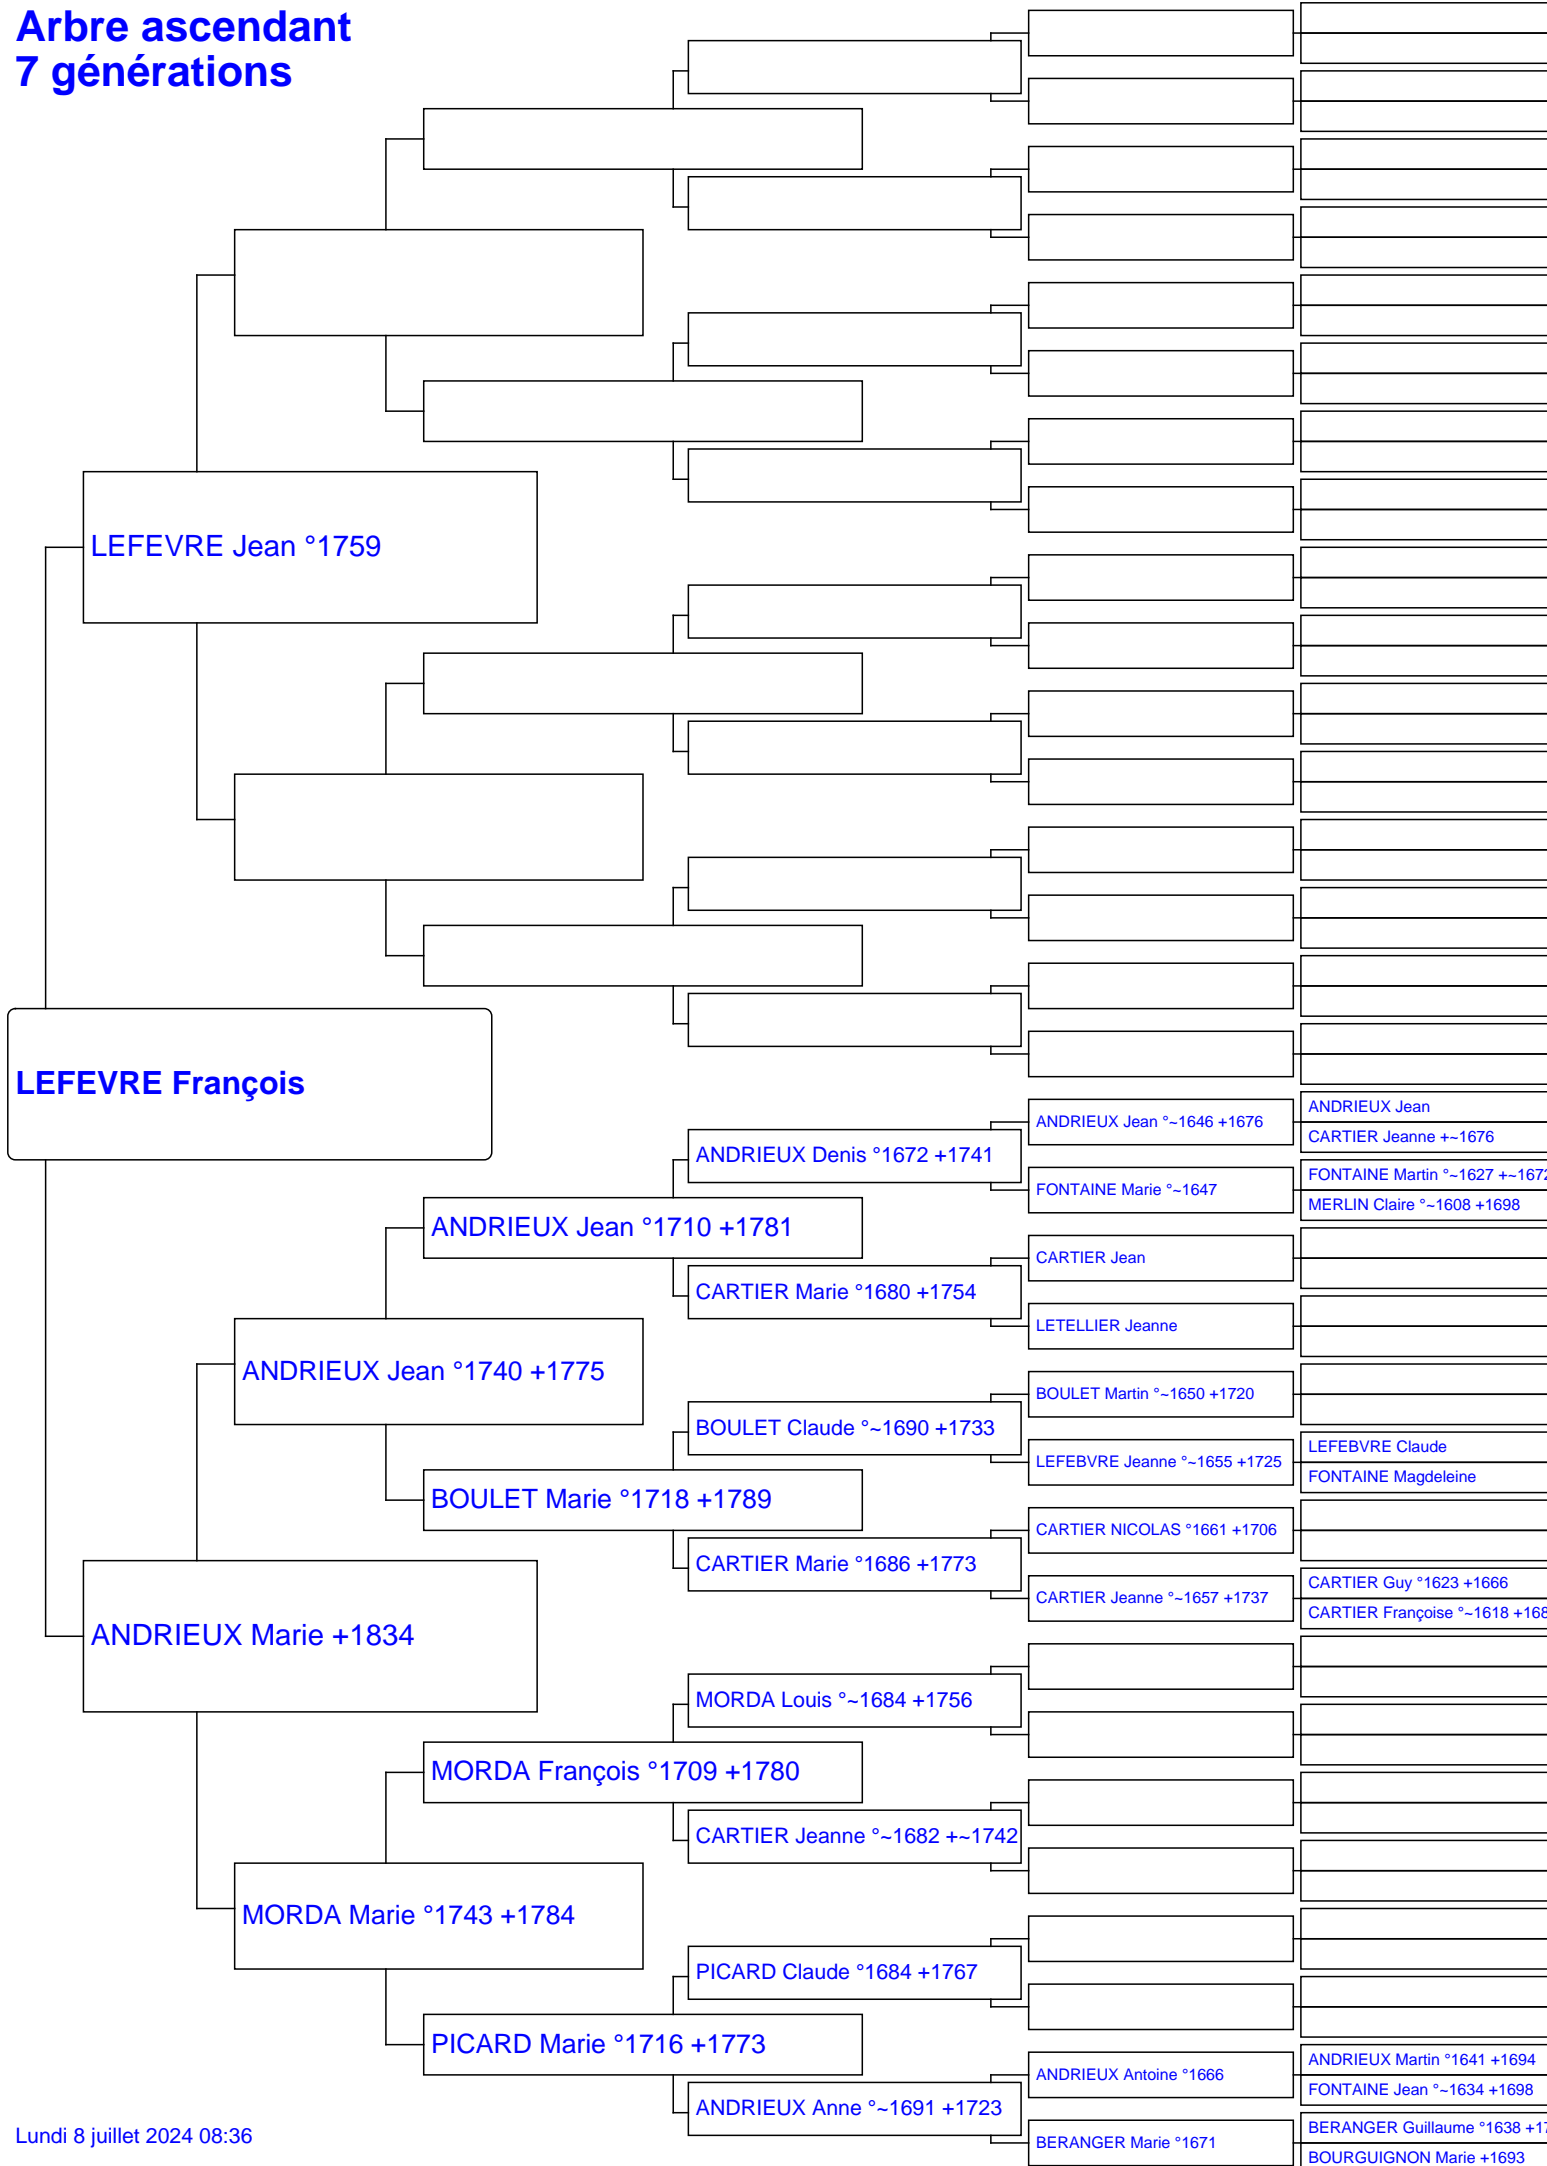 Arbre ascendant
7 générations
LEFEVRE Jean °1759
LEFEVRE François
ANDRIEUX Jean °~1646 +1676
ANDRIEUX Jean
CARTIER Jeanne +~1676
ANDRIEUX Denis °1672 +1741
FONTAINE Marie °~1647
FONTAINE Martin °~1627 +~1672
MERLIN Claire °~1608 +1698
ANDRIEUX Jean °1710 +1781
CARTIER Jean
CARTIER Marie °1680 +1754
LETELLIER Jeanne
ANDRIEUX Jean °1740 +1775
BOULET Martin °~1650 +1720
BOULET Claude °~1690 +1733
LEFEBVRE Jeanne °~1655 +1725
LEFEBVRE Claude
FONTAINE Magdeleine
BOULET Marie °1718 +1789
CARTIER NICOLAS °1661 +1706
CARTIER Marie °1686 +1773
CARTIER Jeanne °~1657 +1737
CARTIER Guy °1623 +1666
CARTIER Françoise °~1618 +168
ANDRIEUX Marie +1834
MORDA Louis °~1684 +1756
MORDA François °1709 +1780
CARTIER Jeanne °~1682 +~1742
MORDA Marie °1743 +1784
PICARD Claude °1684 +1767
PICARD Marie °1716 +1773
ANDRIEUX Antoine °1666
ANDRIEUX Martin °1641 +1694
FONTAINE Jean °~1634 +1698
ANDRIEUX Anne °~1691 +1723
BERANGER Marie °1671
BERANGER Guillaume °1638 +17
BOURGUIGNON Marie +1693
Lundi 8 juillet 2024 08:36